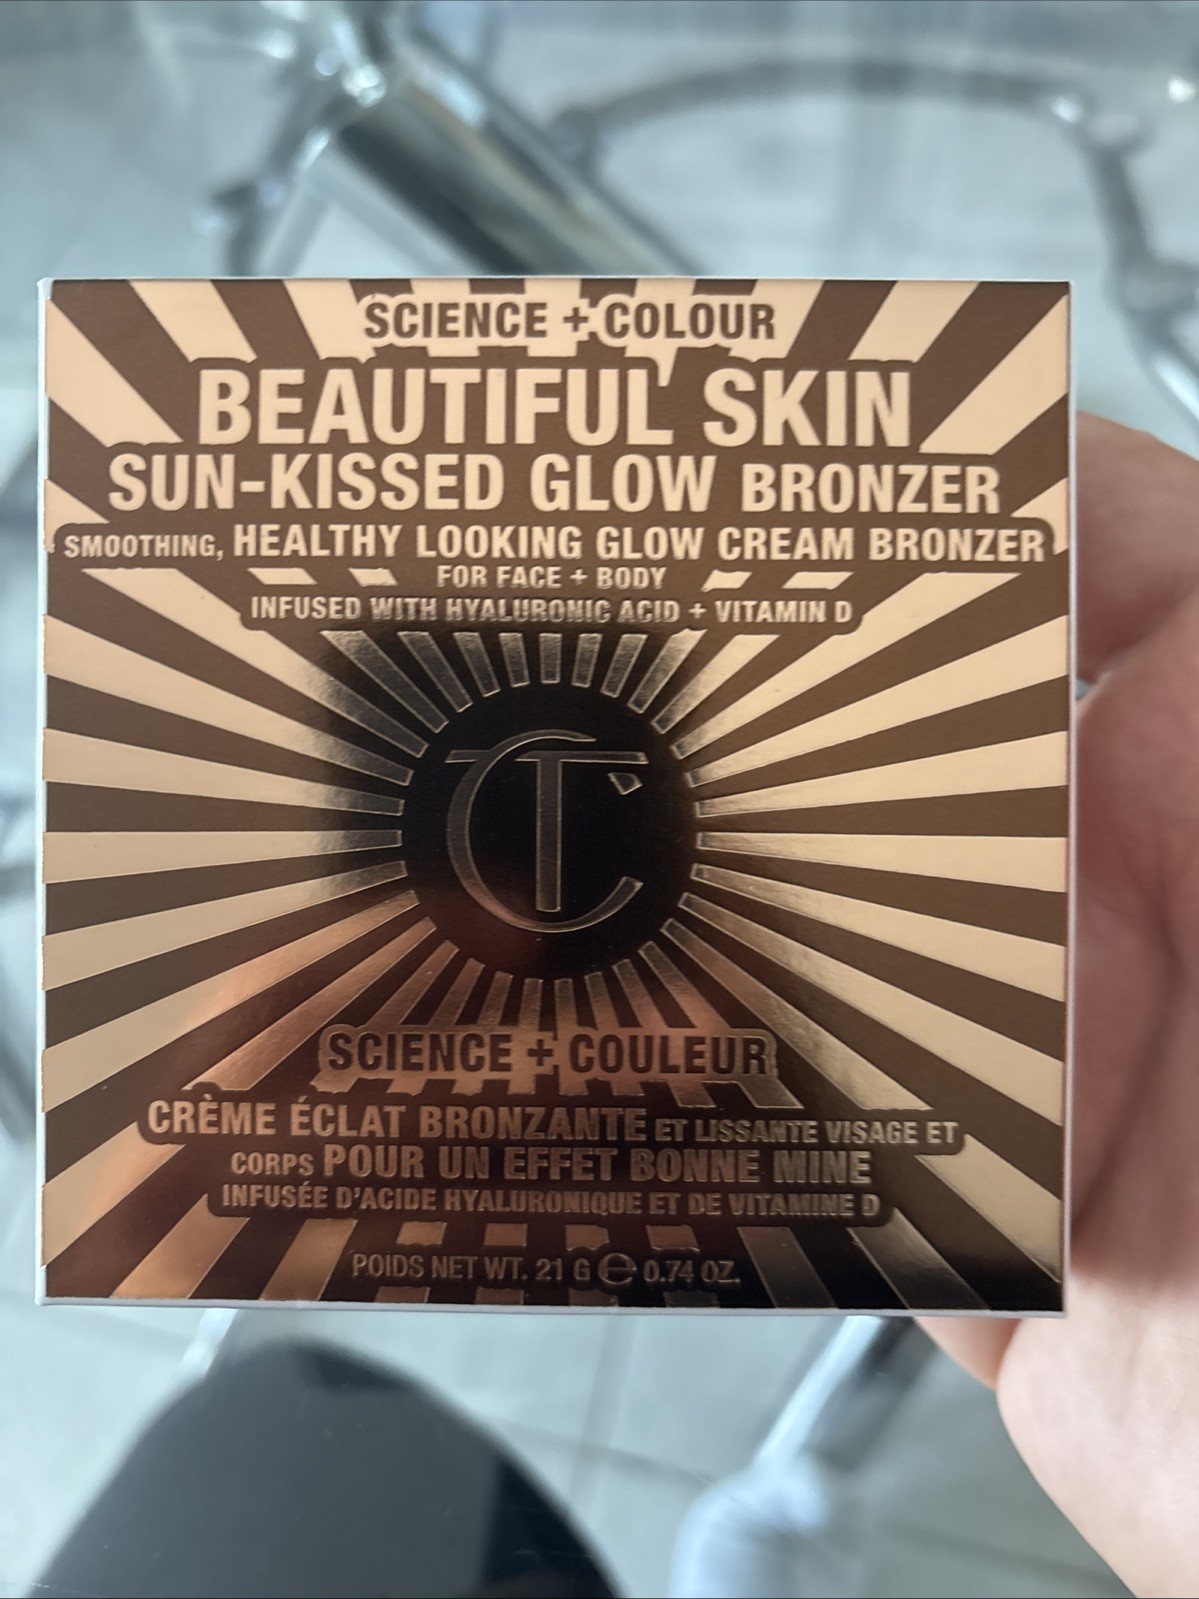 SCIENCE + COLOUR
BEAUTIFUL SKIN
SUN-KISSED GLOW BRONZER
SMOOTHING, HEALTHY LOOKING GLOW CREAM BRONZER
FOR FACE + BODY
INFUSED WITH HYALURONIC ACID + VITAMIN D
CT
SCIENCE + COULEUR
CRÈME ÉCLAT BRONZANTE ET LISSANTE VISAGE ET
CORPS POUR UN EFFET BONNE MINE
INFUSÉE D'ACIDE HYALURONIQUE ET DE VITAMINE D
POIDS NET WT. 21 G ℮ 0.74 OZ.